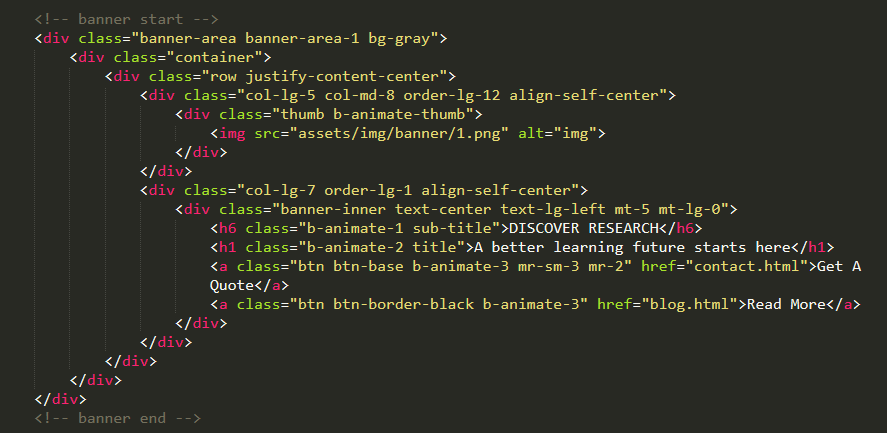 <!-- banner start -->
<div class="banner-area banner-area-1 bg-gray">
    <div class="container">
        <div class="row justify-content-center">
            <div class="col-lg-5 col-md-8 order-lg-12 align-self-center">
                <div class="thumb b-animate-thumb">
                    <img src="assets/img/banner/1.png" alt="img">
                </div>
            </div>
            <div class="col-lg-7 order-lg-1 align-self-center">
                <div class="banner-inner text-center text-lg-left mt-5 mt-lg-0">
                    <h6 class="b-animate-1 sub-title">DISCOVER RESEARCH</h6>
                    <h1 class="b-animate-2 title">A better learning future starts here</h1>
                    <a class="btn btn-base b-animate-3 mr-sm-3 mr-2" href="contact.html">Get A
                    Quote</a>
                    <a class="btn btn-border-black b-animate-3" href="blog.html">Read More</a>
                </div>
            </div>
        </div>
    </div>
</div>
<!-- banner end -->